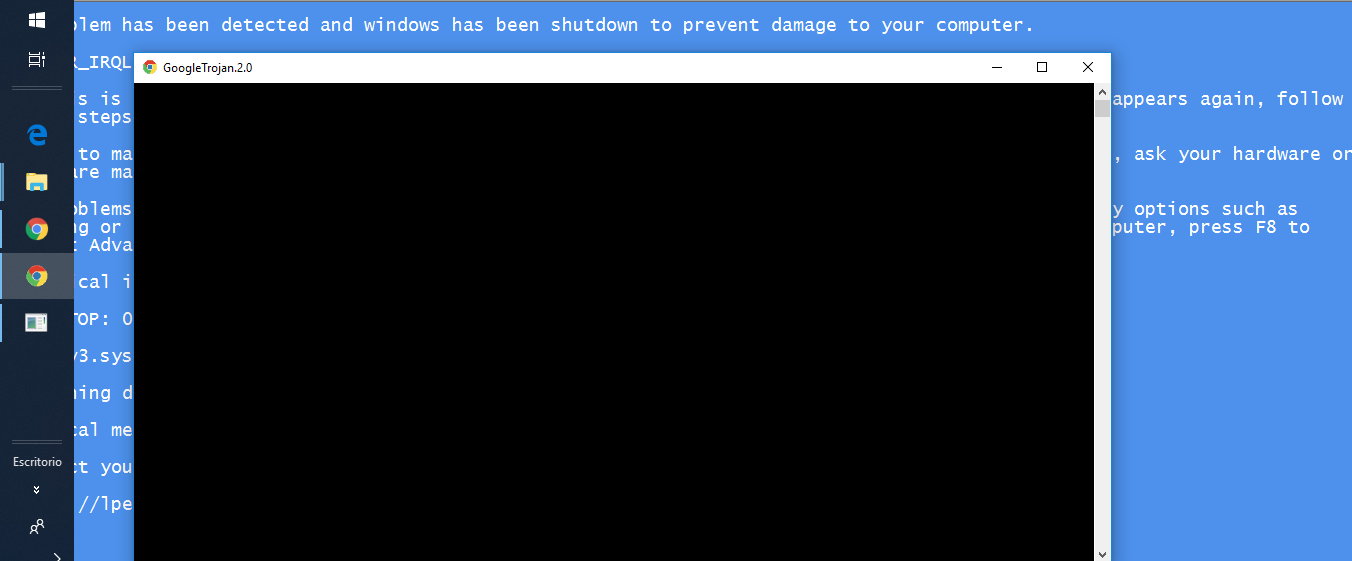 blem has been detected and windows has been shutdown to prevent damage to your computer.
R_IRQL
GoogleTrojan.2.0
s is
appears again, follow
steps
to ma
, ask your hardware or
are ma
oblems
y options such as
ng or
puter, press F8 to
t Adva
cal i
TOP: 0
v3.sys
ning d
cal me
ct you
//lpe
Escritorio